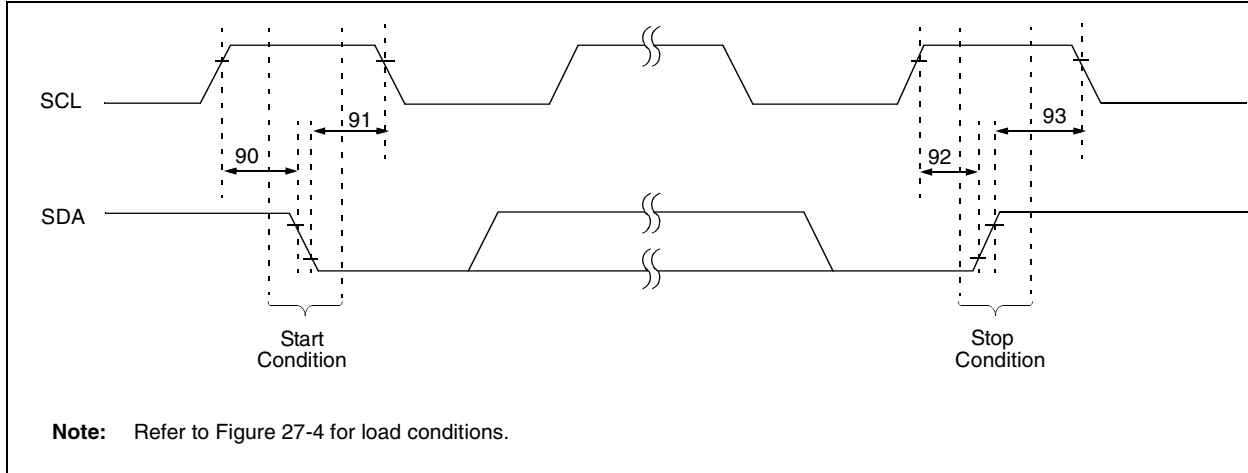 SCL
91
93
90
92
SDA
Start
Condition
Stop
Condition
Note: Refer to Figure 27-4 for load conditions.